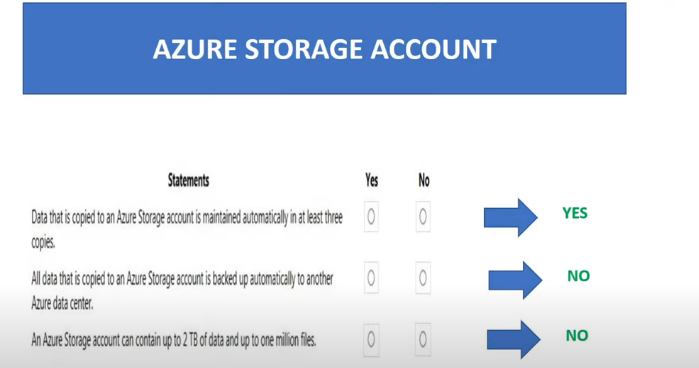 AZURE STORAGE ACCOUNT
Statements Yes No
Data that is copied to an Azure Storage account is maintained automatically in at least three YES
copies.
All data that is copied to an Azure Storage account is backed up automatically to another NO
Azure data center.
An Azure Storage account can contain up to 2 TB of data and up to one million files. NO